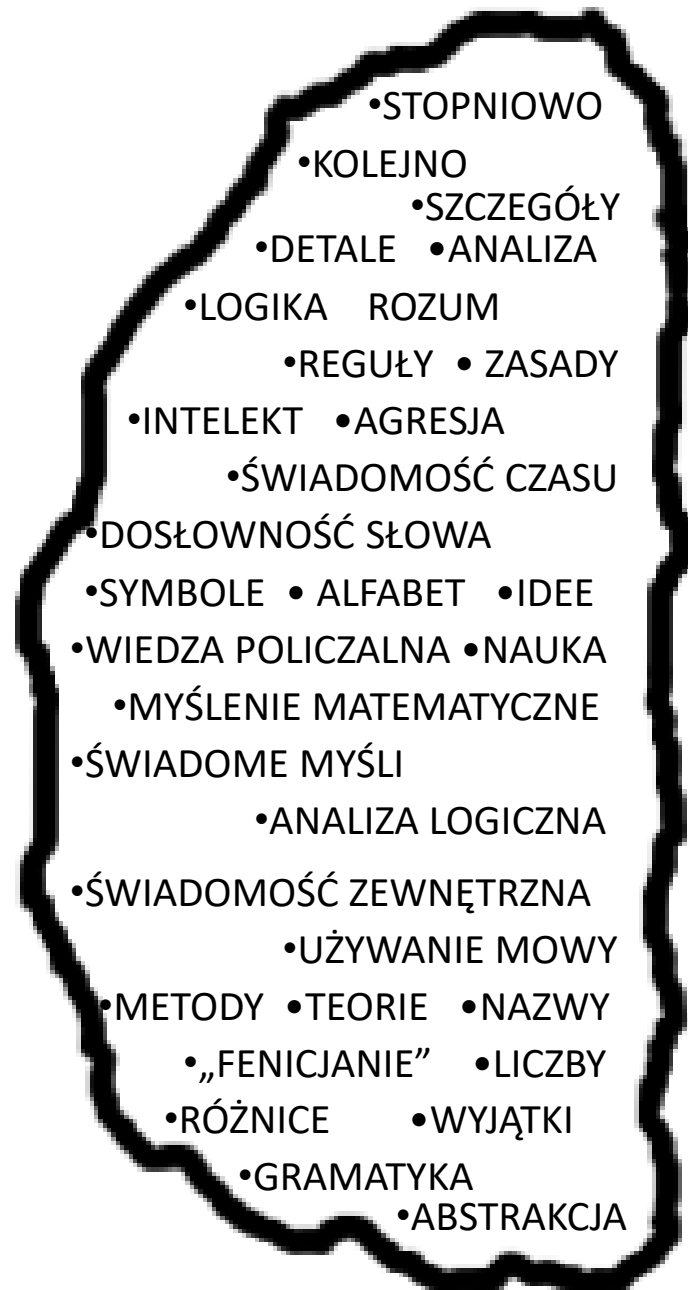 •STOPNIOWO
•KOLEJNO
•SZCZEGÓŁY
•DETALE •ANALIZA
•LOGIKA ROZUM
•REGUŁY • ZASADY
•INTELEKT •AGRESJA
•ŚWIADOMOŚĆ CZASU
•DOSŁOWNOŚĆ SŁOWA
•SYMBOLE • ALFABET •IDEE
•WIEDZA POLICZALNA •NAUKA
•MYŚLENIE MATEMATYCZNE
•ŚWIADOME MYŚLI
•ANALIZA LOGICZNA
•ŚWIADOMOŚĆ ZEWNĘTRZNA
•UŻYWANIE MOWY
•METODY •TEORIE •NAZWY
•„FENICJANIE” •LICZBY
•RÓŻNICE •WYJĄTKI
•GRAMATYKA
•ABSTRAKCJA